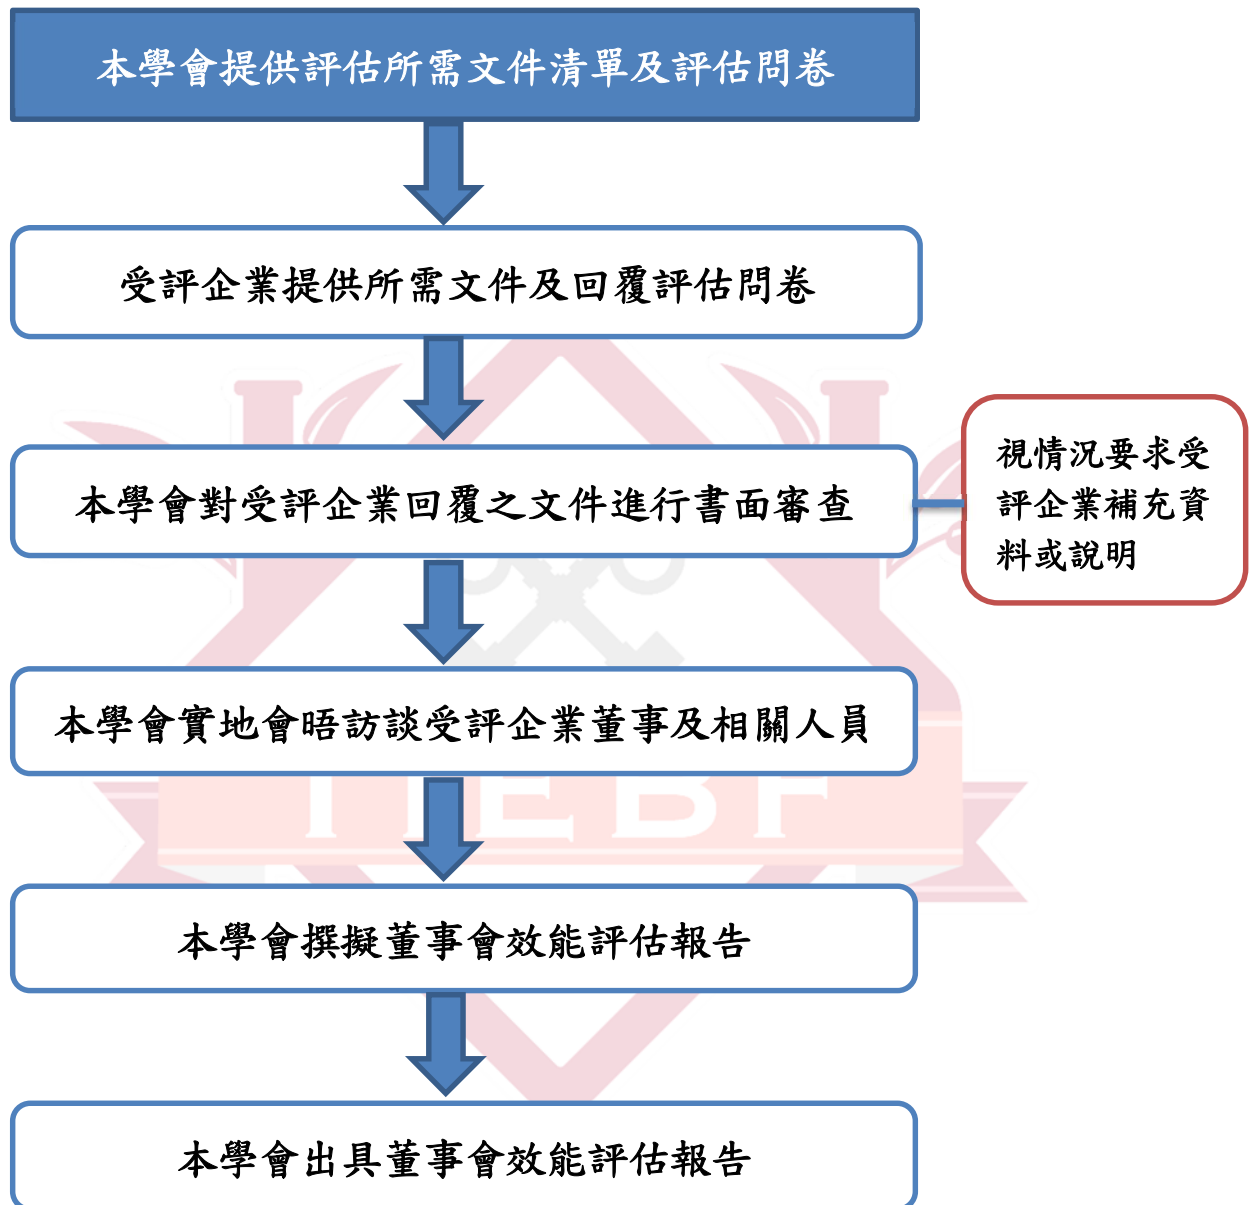 本學會提供評估所需文件清單及評估問卷
受評企業提供所需文件及回覆評估問卷
本學會對受評企業回覆之文件進行書面審查
視情況要求受
評企業補充資
料或說明
本學會實地會晤訪談受評企業董事及相關人員
本學會撰擬董事會效能評估報告
本學會出具董事會效能評估報告